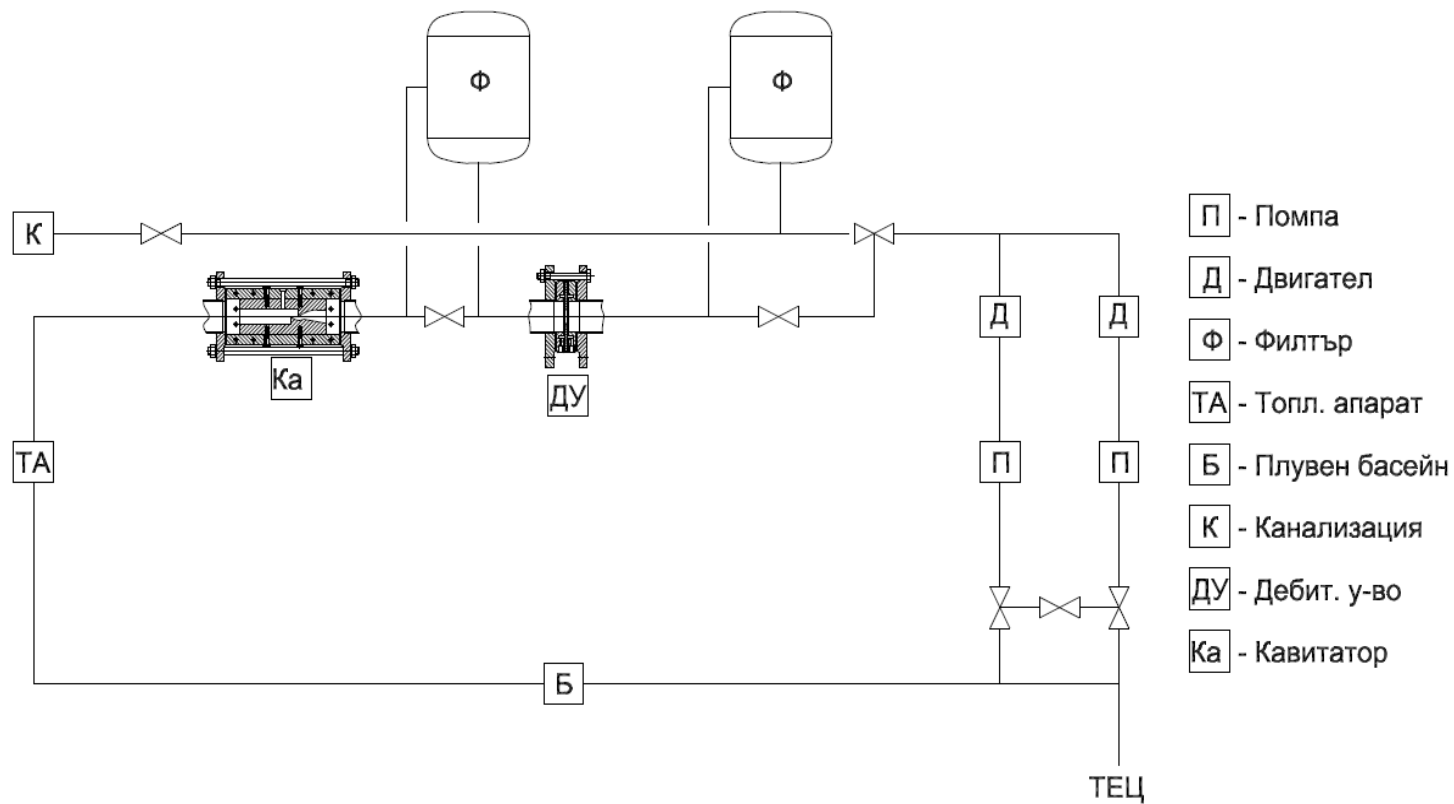 Ф
Ф
К
Ка
ДУ
Д
Д
ТА
П
П
Б
ТЕЦ
П - Помпа
Д - Двигател
Ф - Филтър
ТА - Топл. апарат
Б - Плувен басейн
К - Канализация
ДУ - Дебит. у-во
Ка - Кавитатор